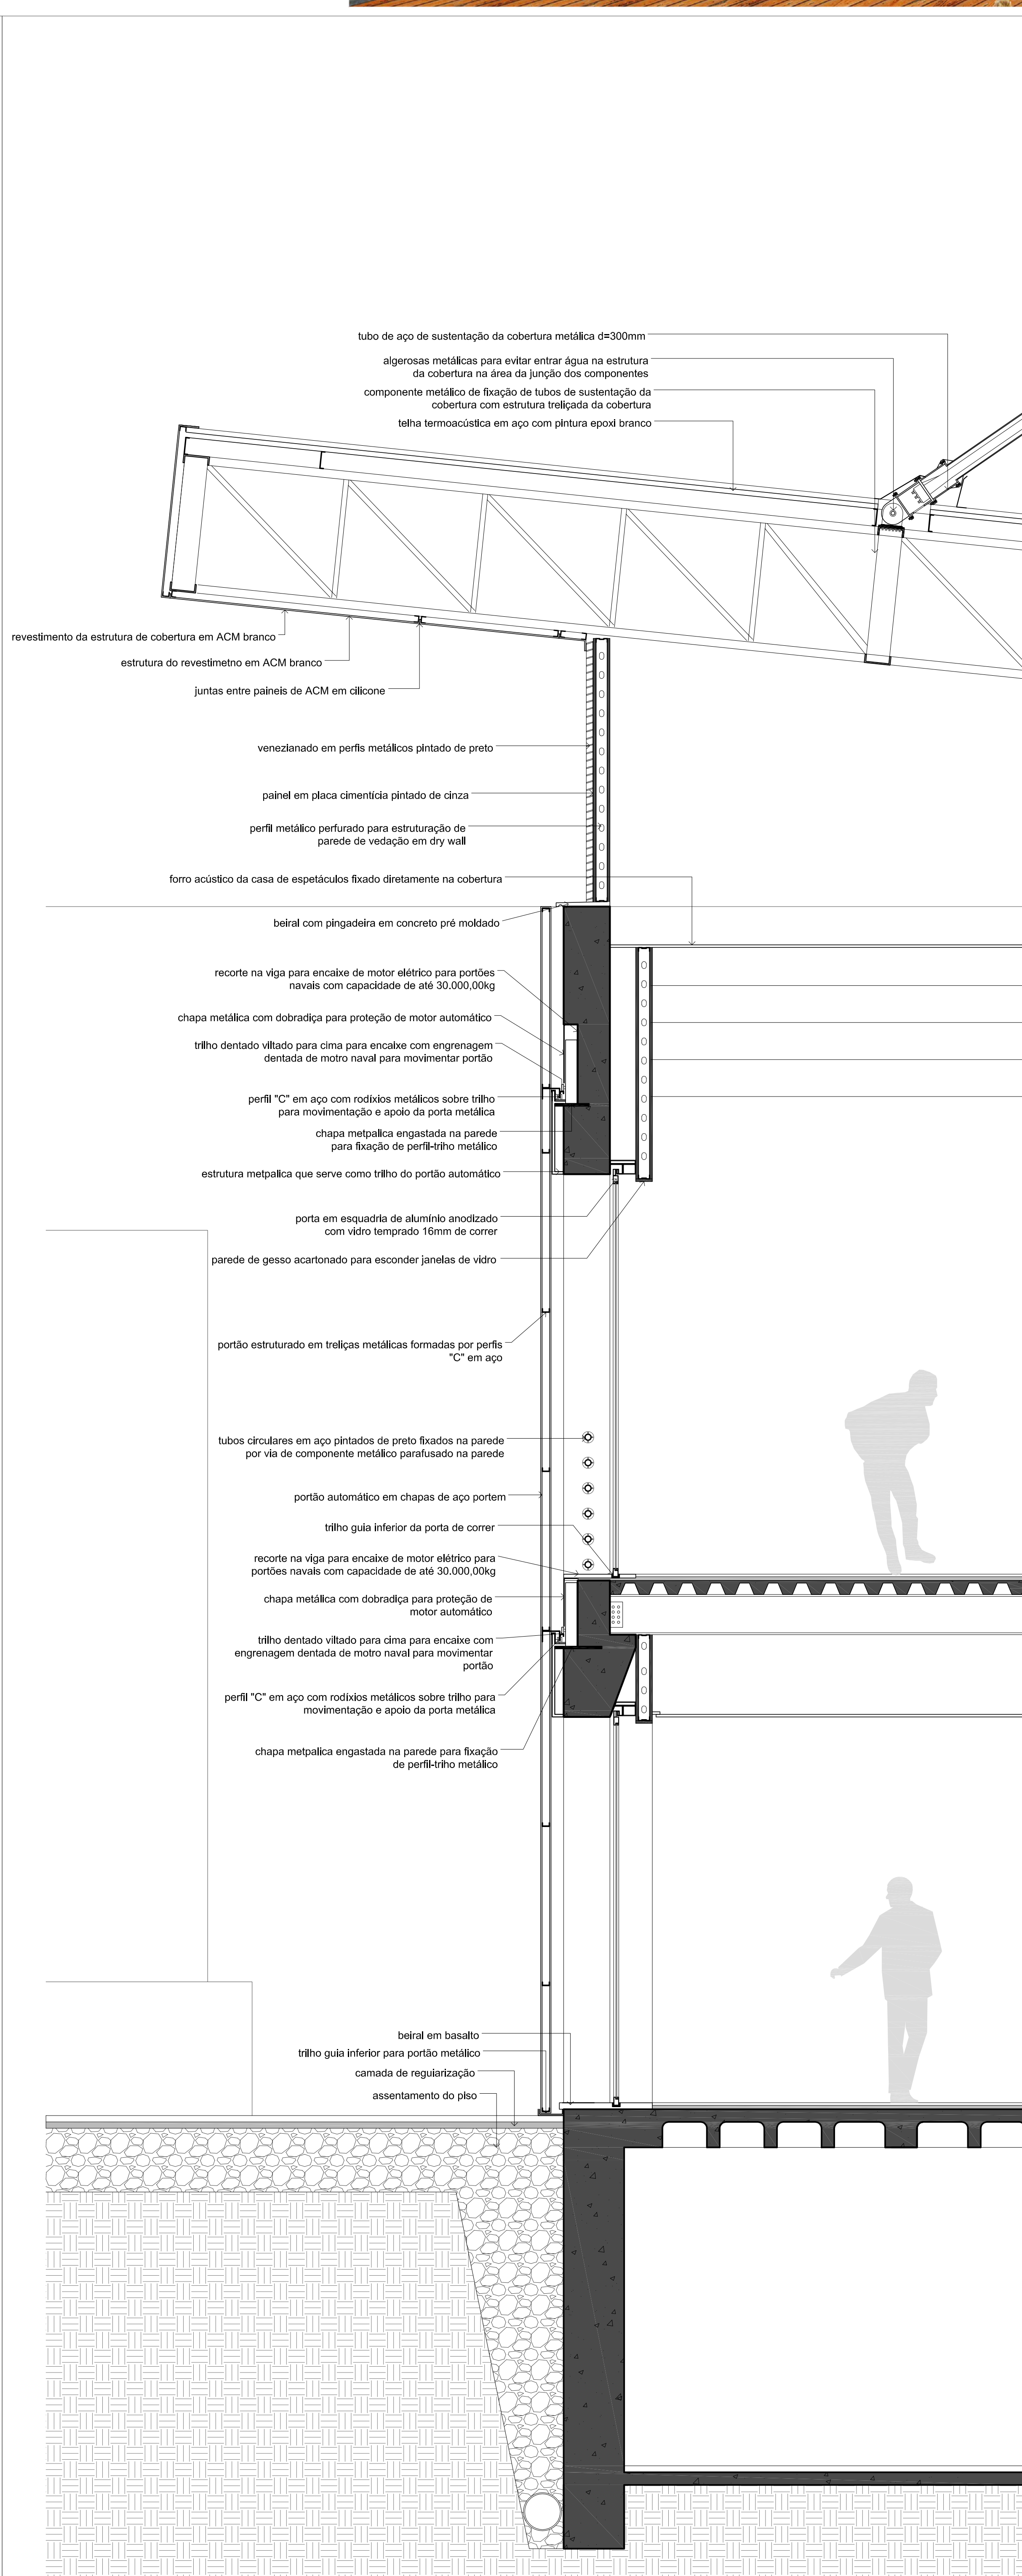 tubo de aço de sustentação da cobertura metálica d=300mm
algerosas metálicas para evitar entrar água na estrutura
da cobertura na área da junção dos componentes
componente metálico de fixação de tubos de sustentação da
cobertura com estrutura treliçada da cobertura
telha termoacústica em aço com pintura epoxi branco
revestimento da estrutura de cobertura em ACM branco
estrutura do revestimetno em ACM branco
juntas entre paineis de ACM em cilicone
venezianado em perfis metálicos pintado de preto
painel em placa cimentícia pintado de cinza
perfil metálico perfurado para estruturação de
parede de vedação em dry wall
forro acústico da casa de espetáculos fixado diretamente na cobertura
beiral com pingadeira em concreto pré moldado
recorte na viga para encaixe de motor elétrico para portões
navais com capacidade de até 30.000,00kg
chapa metálica com dobradiça para proteção de motor automático
trilho dentado viltado para cima para encaixe com engrenagem
dentada de motro naval para movimentar portão
perfil "C" em aço com rodíxios metálicos sobre trilho
para movimentação e apoio da porta metálica
chapa metpalica engastada na parede
para fixação de perfil-triho metálico
estrutura metpalica que serve como trilho do portão automático
porta em esquadria de alumínio anodizado
com vidro temprado 16mm de correr
parede de gesso acartonado para esconder janelas de vidro
portão estruturado em treliças metálicas formadas por perfis
"C" em aço
tubos circulares em aço pintados de preto fixados na parede
por via de componente metálico parafusado na parede
portão automático em chapas de aço portem
trilho guia inferior da porta de correr
recorte na viga para encaixe de motor elétrico para
portões navais com capacidade de até 30.000,00kg
chapa metálica com dobradiça para proteção de
motor automático
trilho dentado viltado para cima para encaixe com
engrenagem dentada de motro naval para movimentar
portão
perfil "C" em aço com rodíxios metálicos sobre trilho para
movimentação e apoio da porta metálica
chapa metpalica engastada na parede para fixação
de perfil-triho metálico
beiral em basalto
trilho guia inferior para portão metálico
camada de reguiarização
assentamento do piso